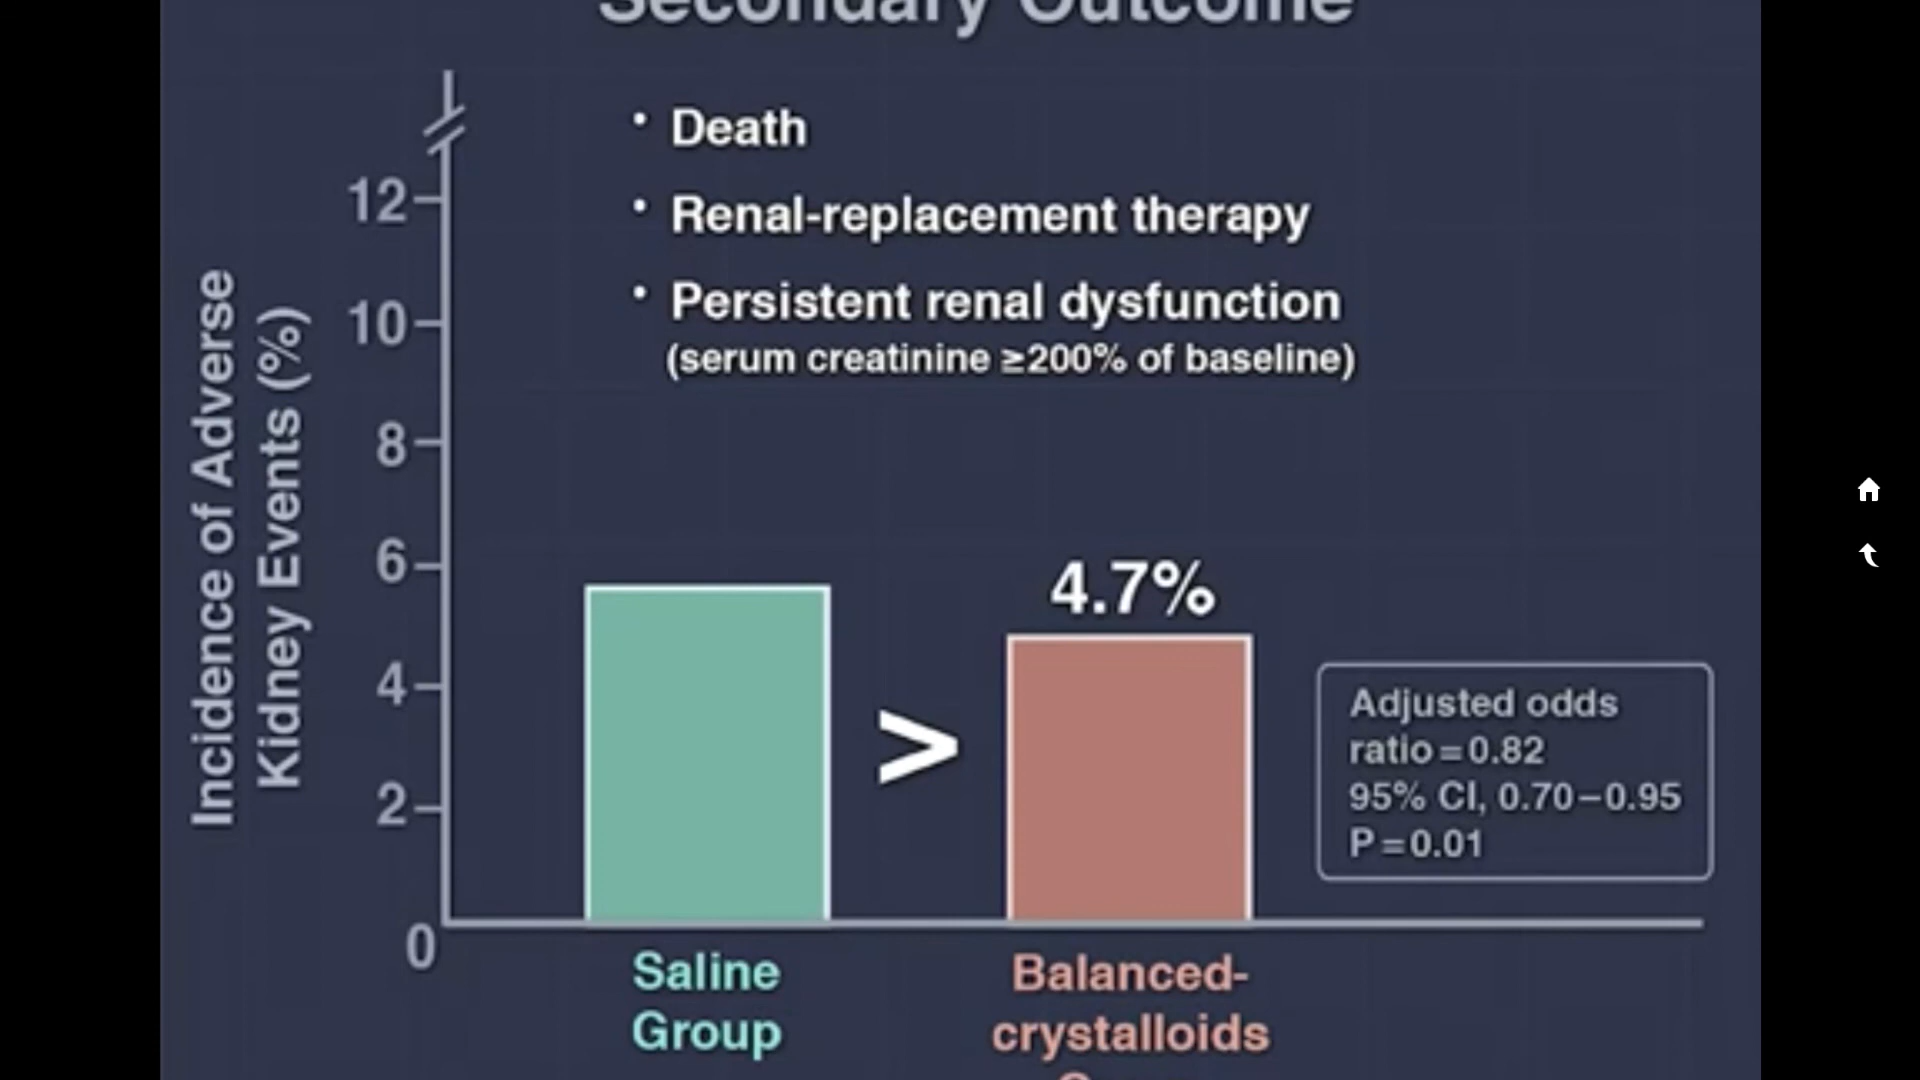 Secondary Outcome
• Death
• Renal-replacement therapy
• Persistent renal dysfunction
(serum creatinine ≥200% of baseline)
Incidence of Adverse
Kidney Events (%)
12
10
8
6
4
2
0
4.7%
>
Adjusted odds
ratio=0.82
95% CI, 0.70–0.95
P=0.01
Saline
Group
Balanced-
crystalloids